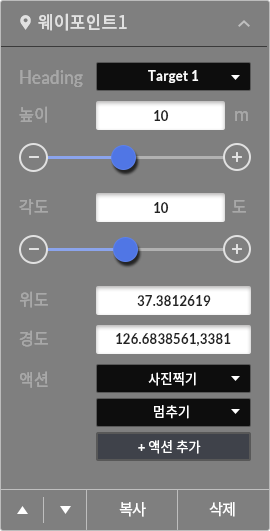 웨이포인트1
Heading Target 1
높이 10 m
각도 10 도
위도 37.3812619
경도 126.6838561,3381
액션 사진찍기
멈추기
+ 액션 추가
복사 삭제